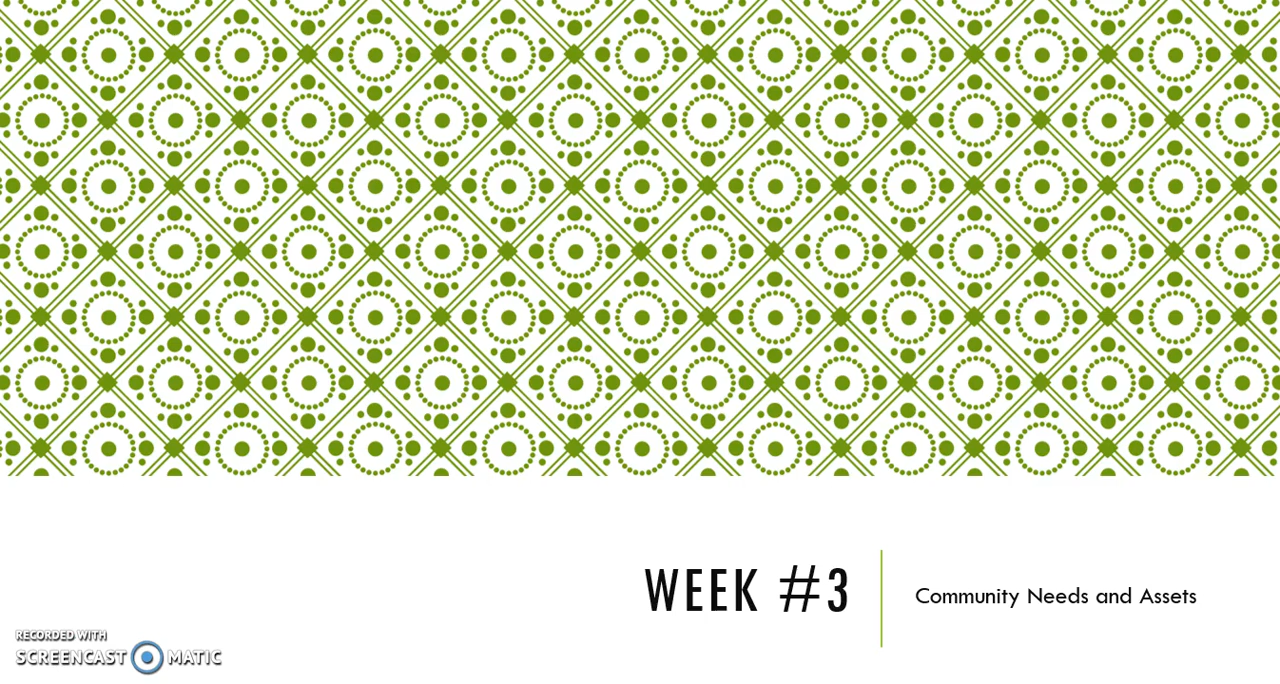 WEEK #3
Community Needs and Assets
RECORDED WITH
SCREENCAST MATIC